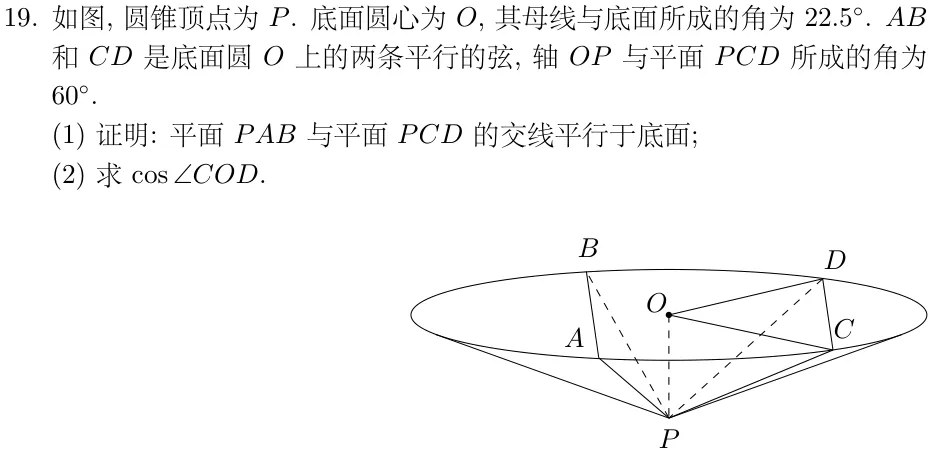 19. 如图, 圆锥顶点为 P. 底面圆心为 O, 其母线与底面所成的角为 22.5°. AB
和 CD 是底面圆 O 上的两条平行的弦, 轴 OP 与平面 PCD 所成的角为
60°.
(1) 证明: 平面 PAB 与平面 PCD 的交线平行于底面;
(2) 求 cos∠COD.
B
D
O
A
C
P